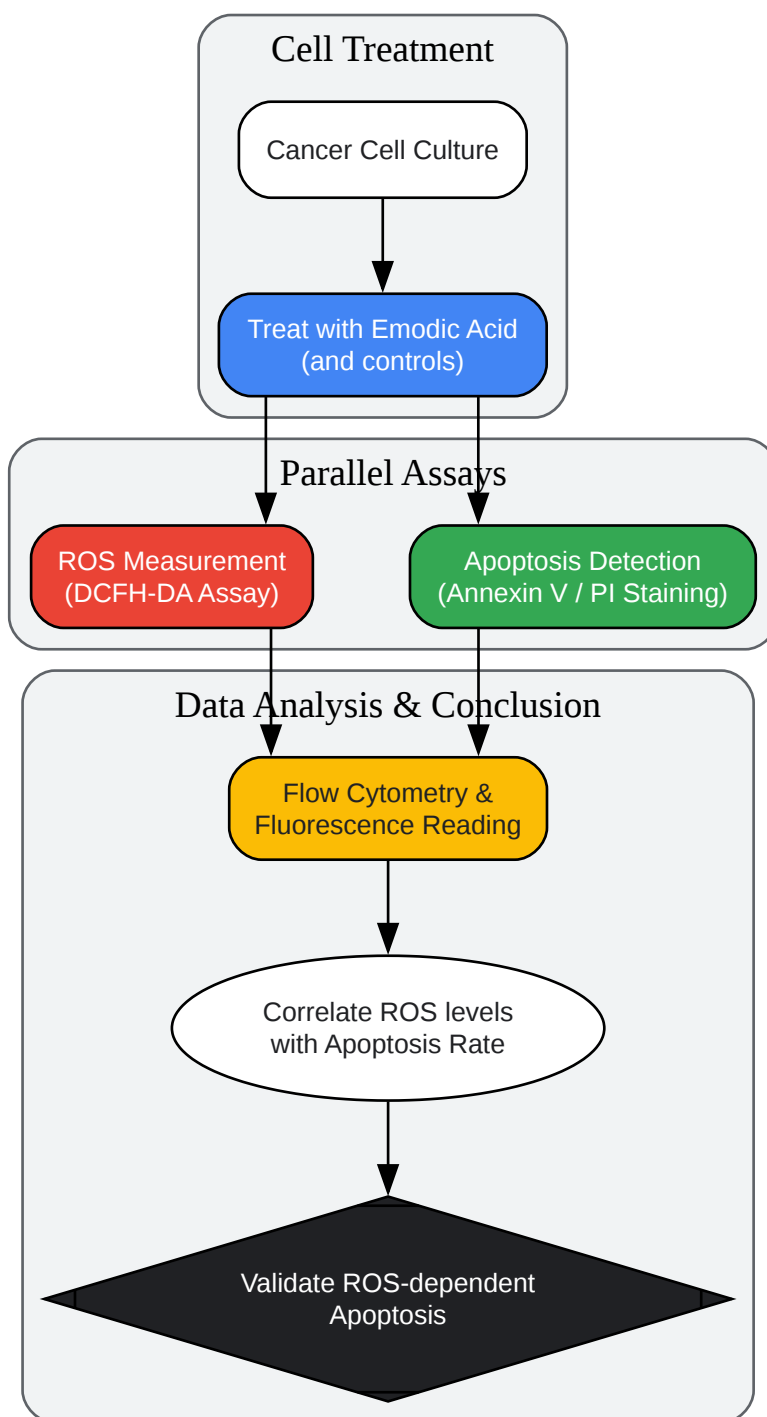 Cell Treatment
Cancer Cell Culture
Treat with Emodic Acid
(and controls)
Parallel Assays
ROS Measurement
(DCFH-DA Assay)
Apoptosis Detection
(Annexin V / PI Staining)
Data Analysis & Conclusion
Flow Cytometry &
Fluorescence Reading
Correlate ROS levels
with Apoptosis Rate
Validate ROS-dependent
Apoptosis